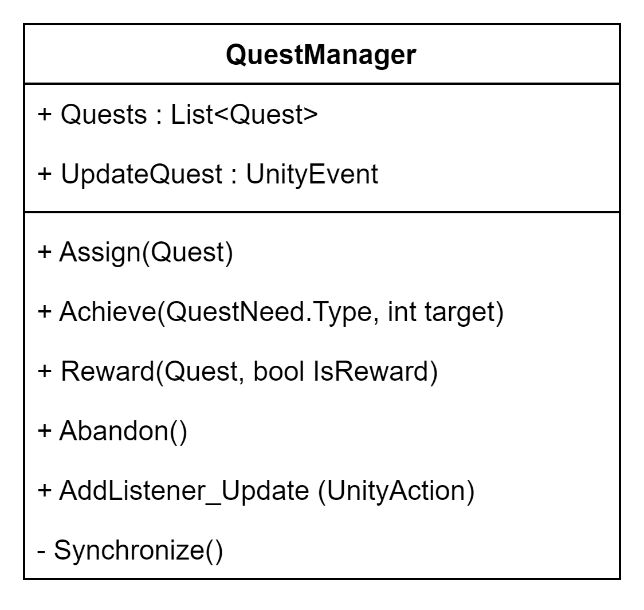 QuestManager
+ Quests : List<Quest>
+ UpdateQuest : UnityEvent
+ Assign(Quest)
+ Achieve(QuestNeed.Type, int target)
+ Reward(Quest, bool IsReward)
+ Abandon()
+ AddListener_Update (UnityAction)
- Synchronize()